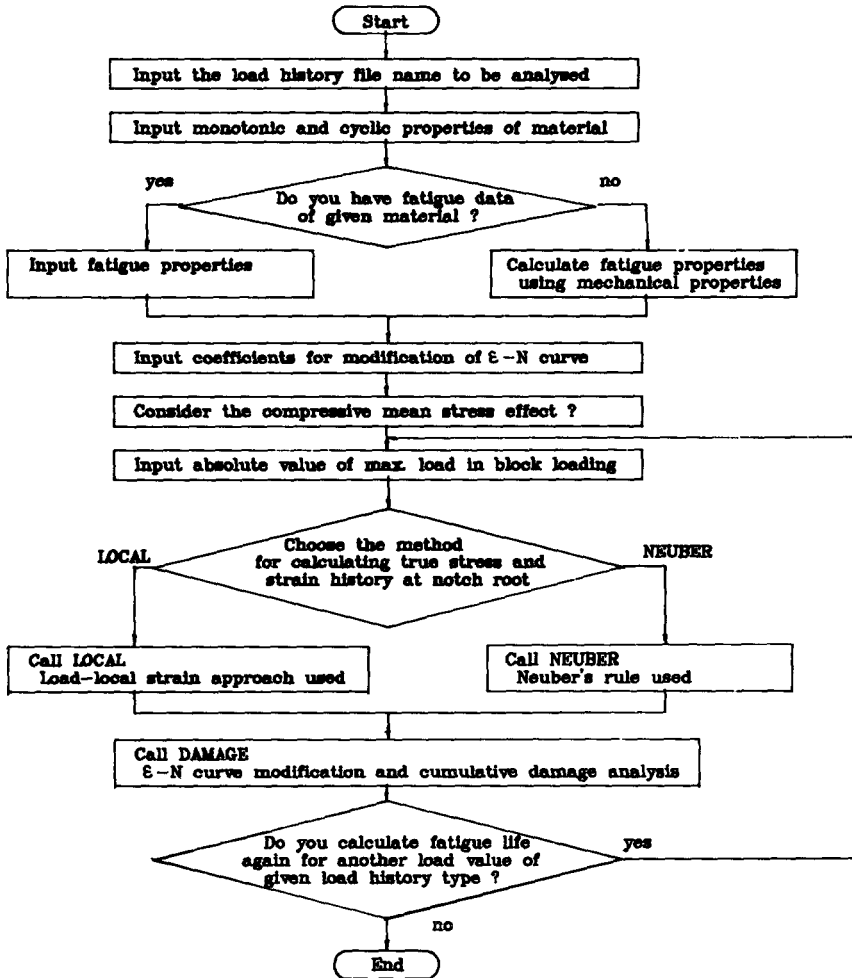 Start
Input the load history file name to be analysed
Input monotonic and cyclic properties of material
yes
no
Do you have fatigue data
of given material ?
Input fatigue properties
Calculate fatigue properties
using mechanical properties
Input coefficients for modification of ε-N curve
Consider the compressive mean stress effect ?
Input absolute value of max. load in block loading
LOCAL
Choose the method
for calculating true stress and
strain history at notch root
NEUBER
Call LOCAL
Load-local strain approach used
Call NEUBER
Neuber's rule used
Call DAMAGE
ε-N curve modification and cumulative damage analysis
Do you calculate fatigue life
again for another load value of
given load history type ?
yes
no
End